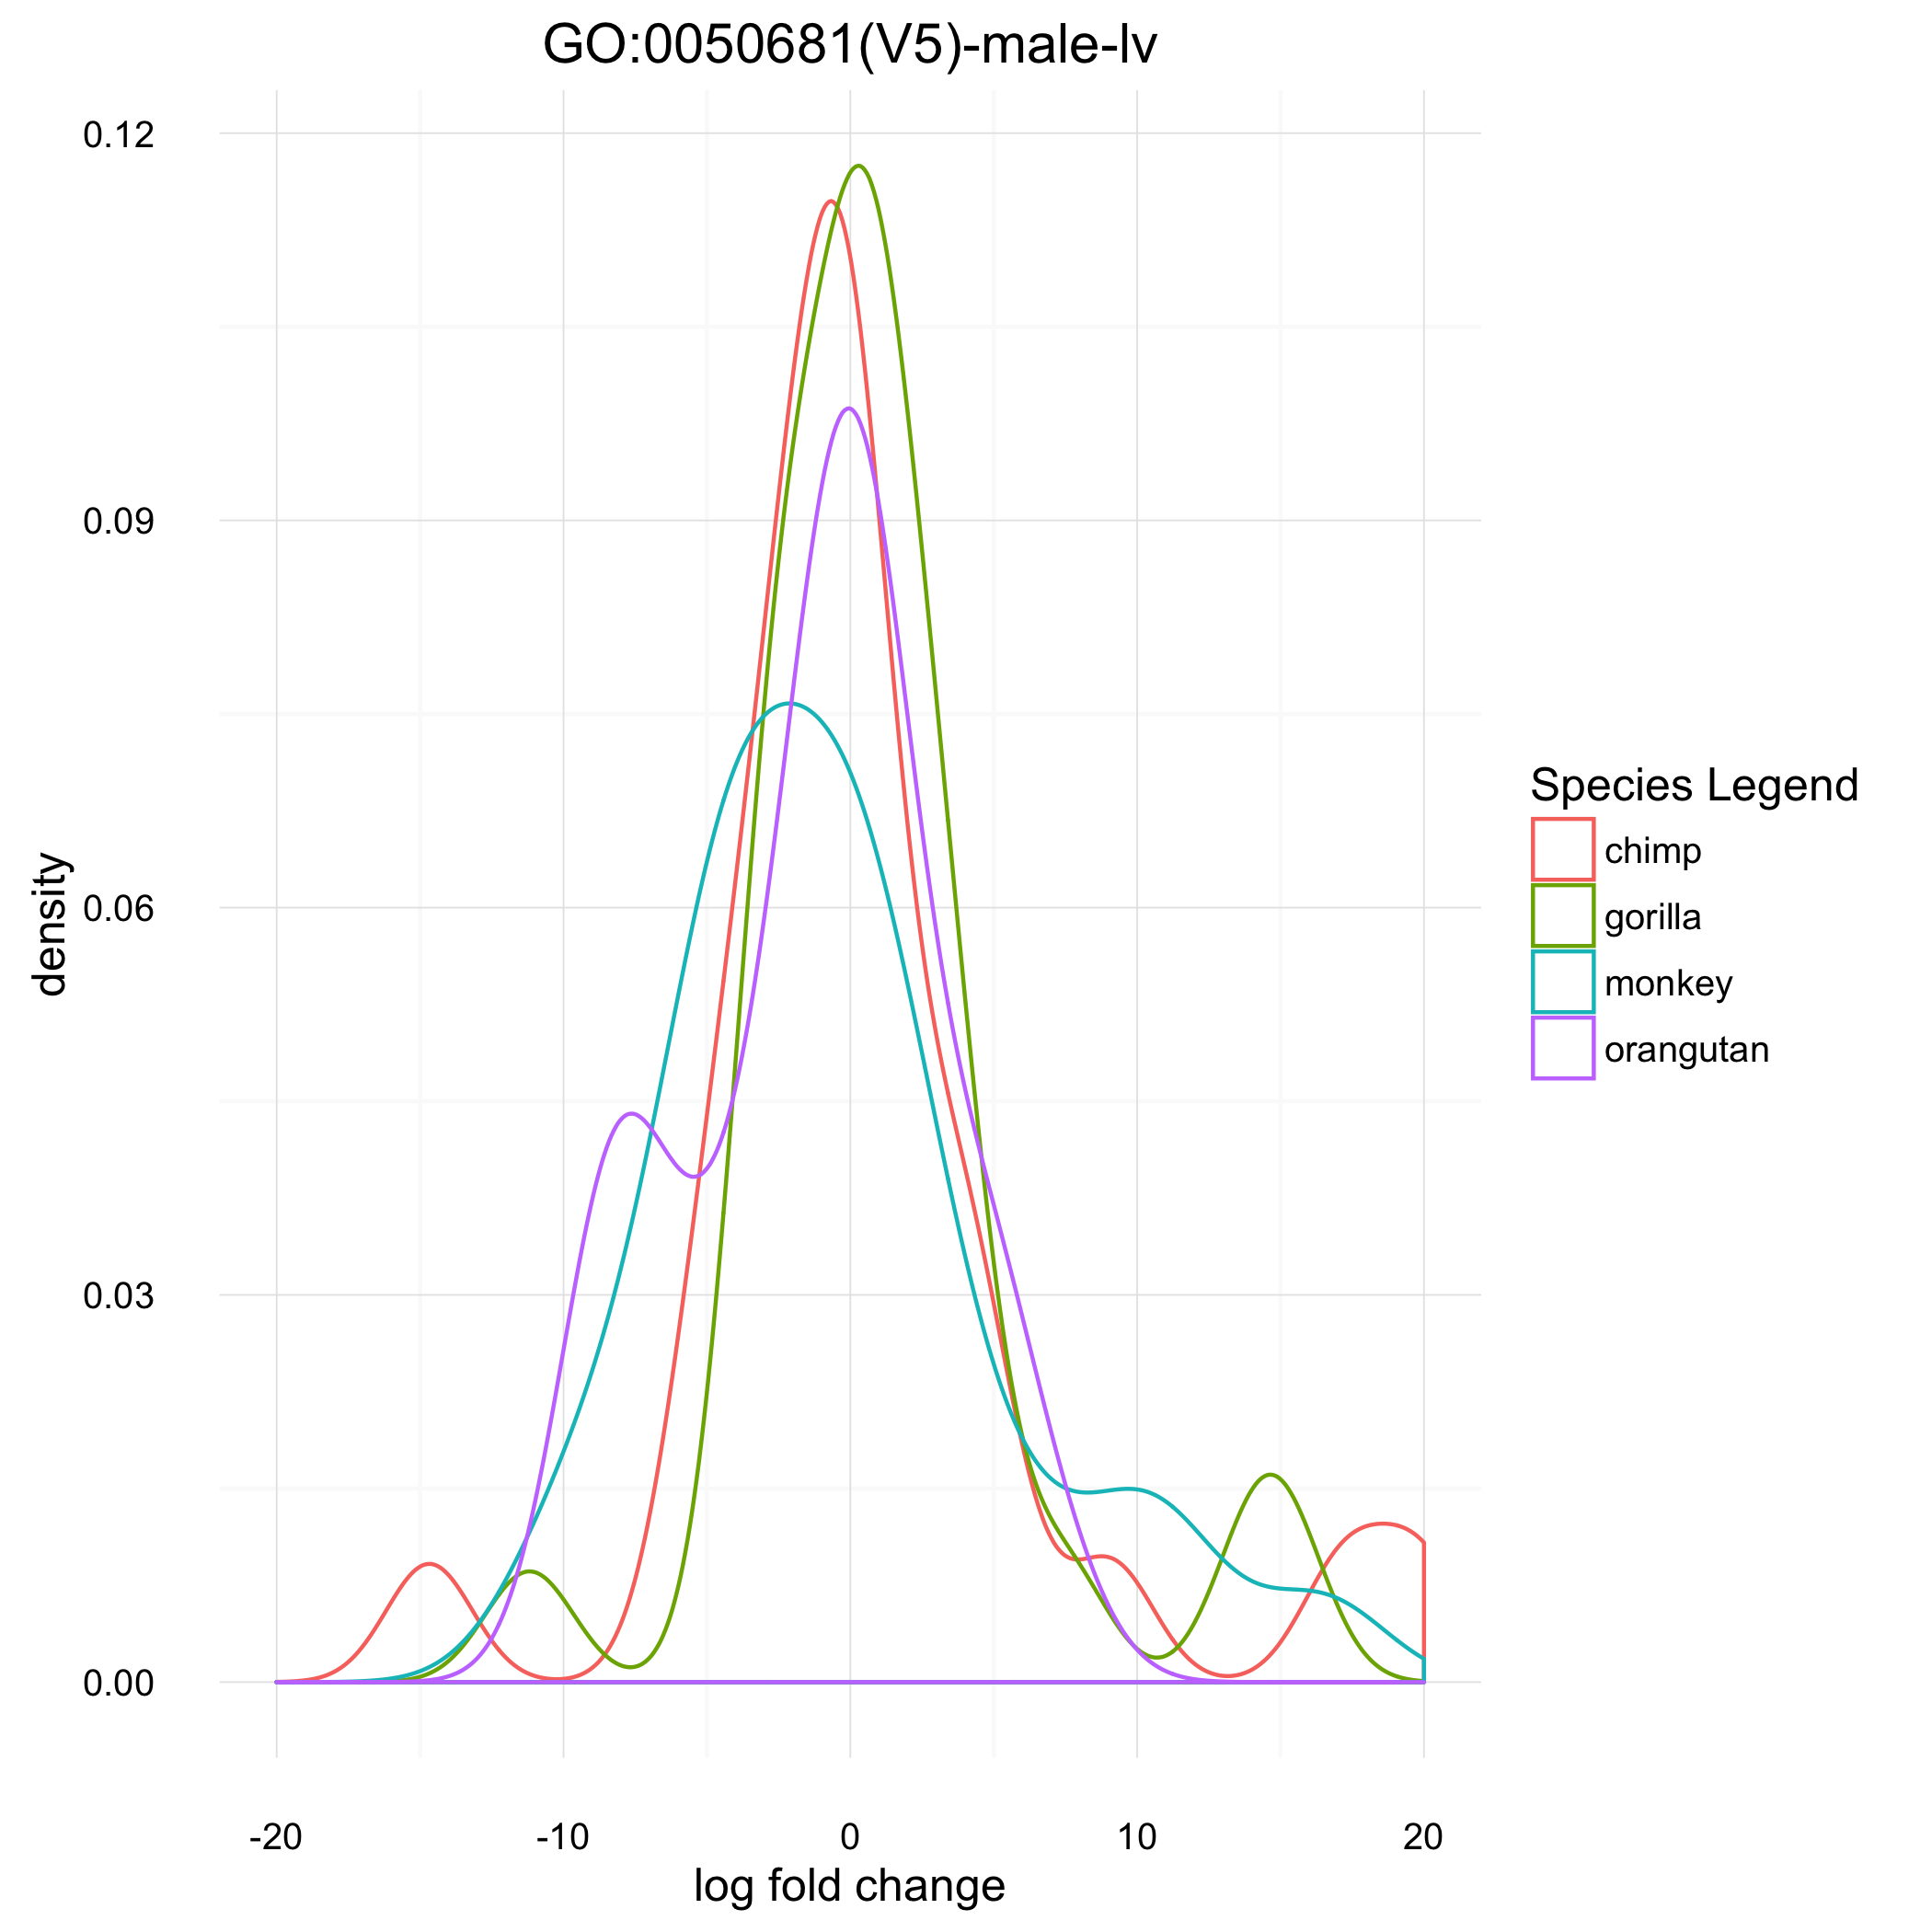 GO:0050681(V5)-male-lv
0.12
0.09
0.06
0.03
0.00
density
-20
-10
0
10
20
log fold change
Species Legend
chimp
gorilla
monkey
orangutan